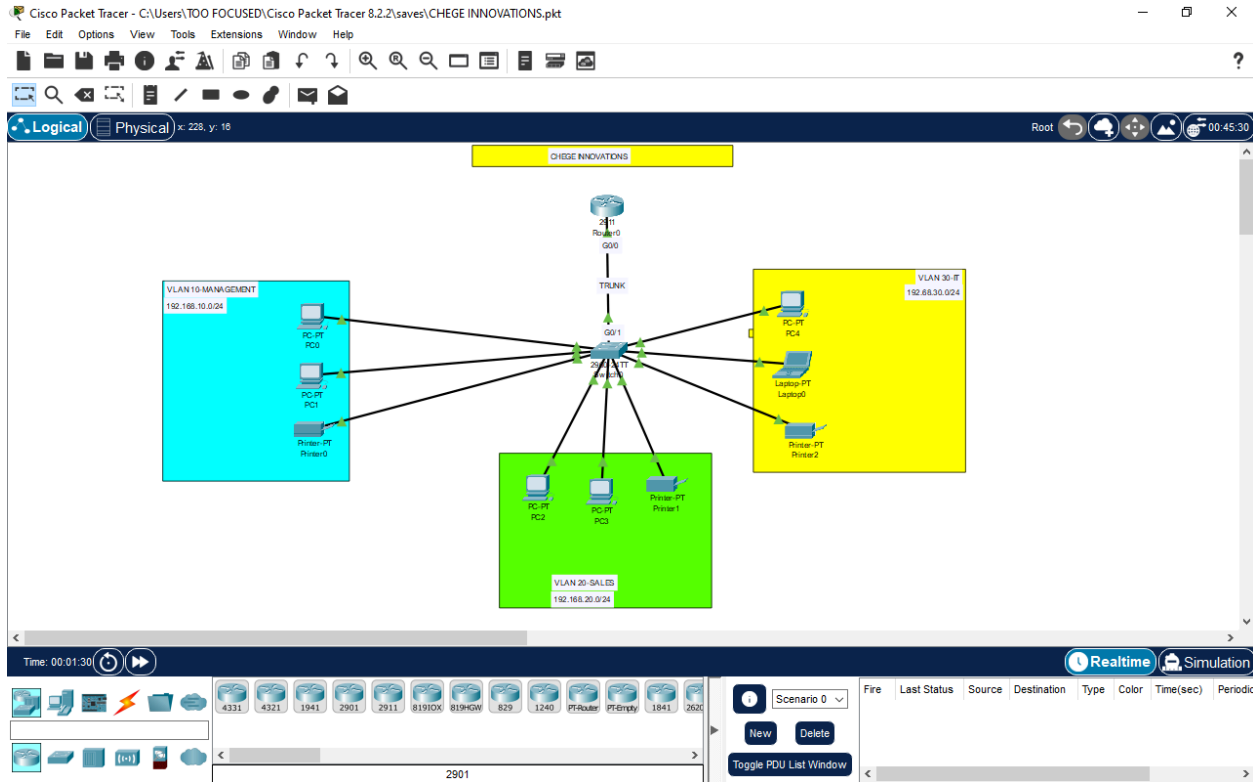 Cisco Packet Tracer - C:\Users\TOO FOCUSED\Cisco Packet Tracer 8.2.2\saves\CHEGE INNOVATIONS.pkt
File Edit Options View Tools Extensions Window Help
?
Logical Physical x: 228, y: 16 Root 00:45:30
CHEGE INNOVATIONS
2911
Router0
G0/0
TRUNK
G0/1
Switch0
VLAN 10-MANAGEMENT
192.168.10.0/24
PC-PT
PC0
PC-PT
PC1
Printer-PT
Printer0
VLAN 30-IT
192.68.30.0/24
PC-PT
PC4
Laptop-PT
Laptop0
Printer-PT
Printer2
PC-PT
PC2
PC-PT
PC3
Printer-PT
Printer1
VLAN 20-SALES
192.168.20.0/24
Time: 00:01:30 Realtime Simulation
4331 4321 1941 2901 2911 819IOX 819HGW 829 1240 PT-Router PT-Empty 1841 2620
2901
Scenario 0
New Delete
Toggle PDU List Window
Fire Last Status Source Destination Type Color Time(sec) Periodic